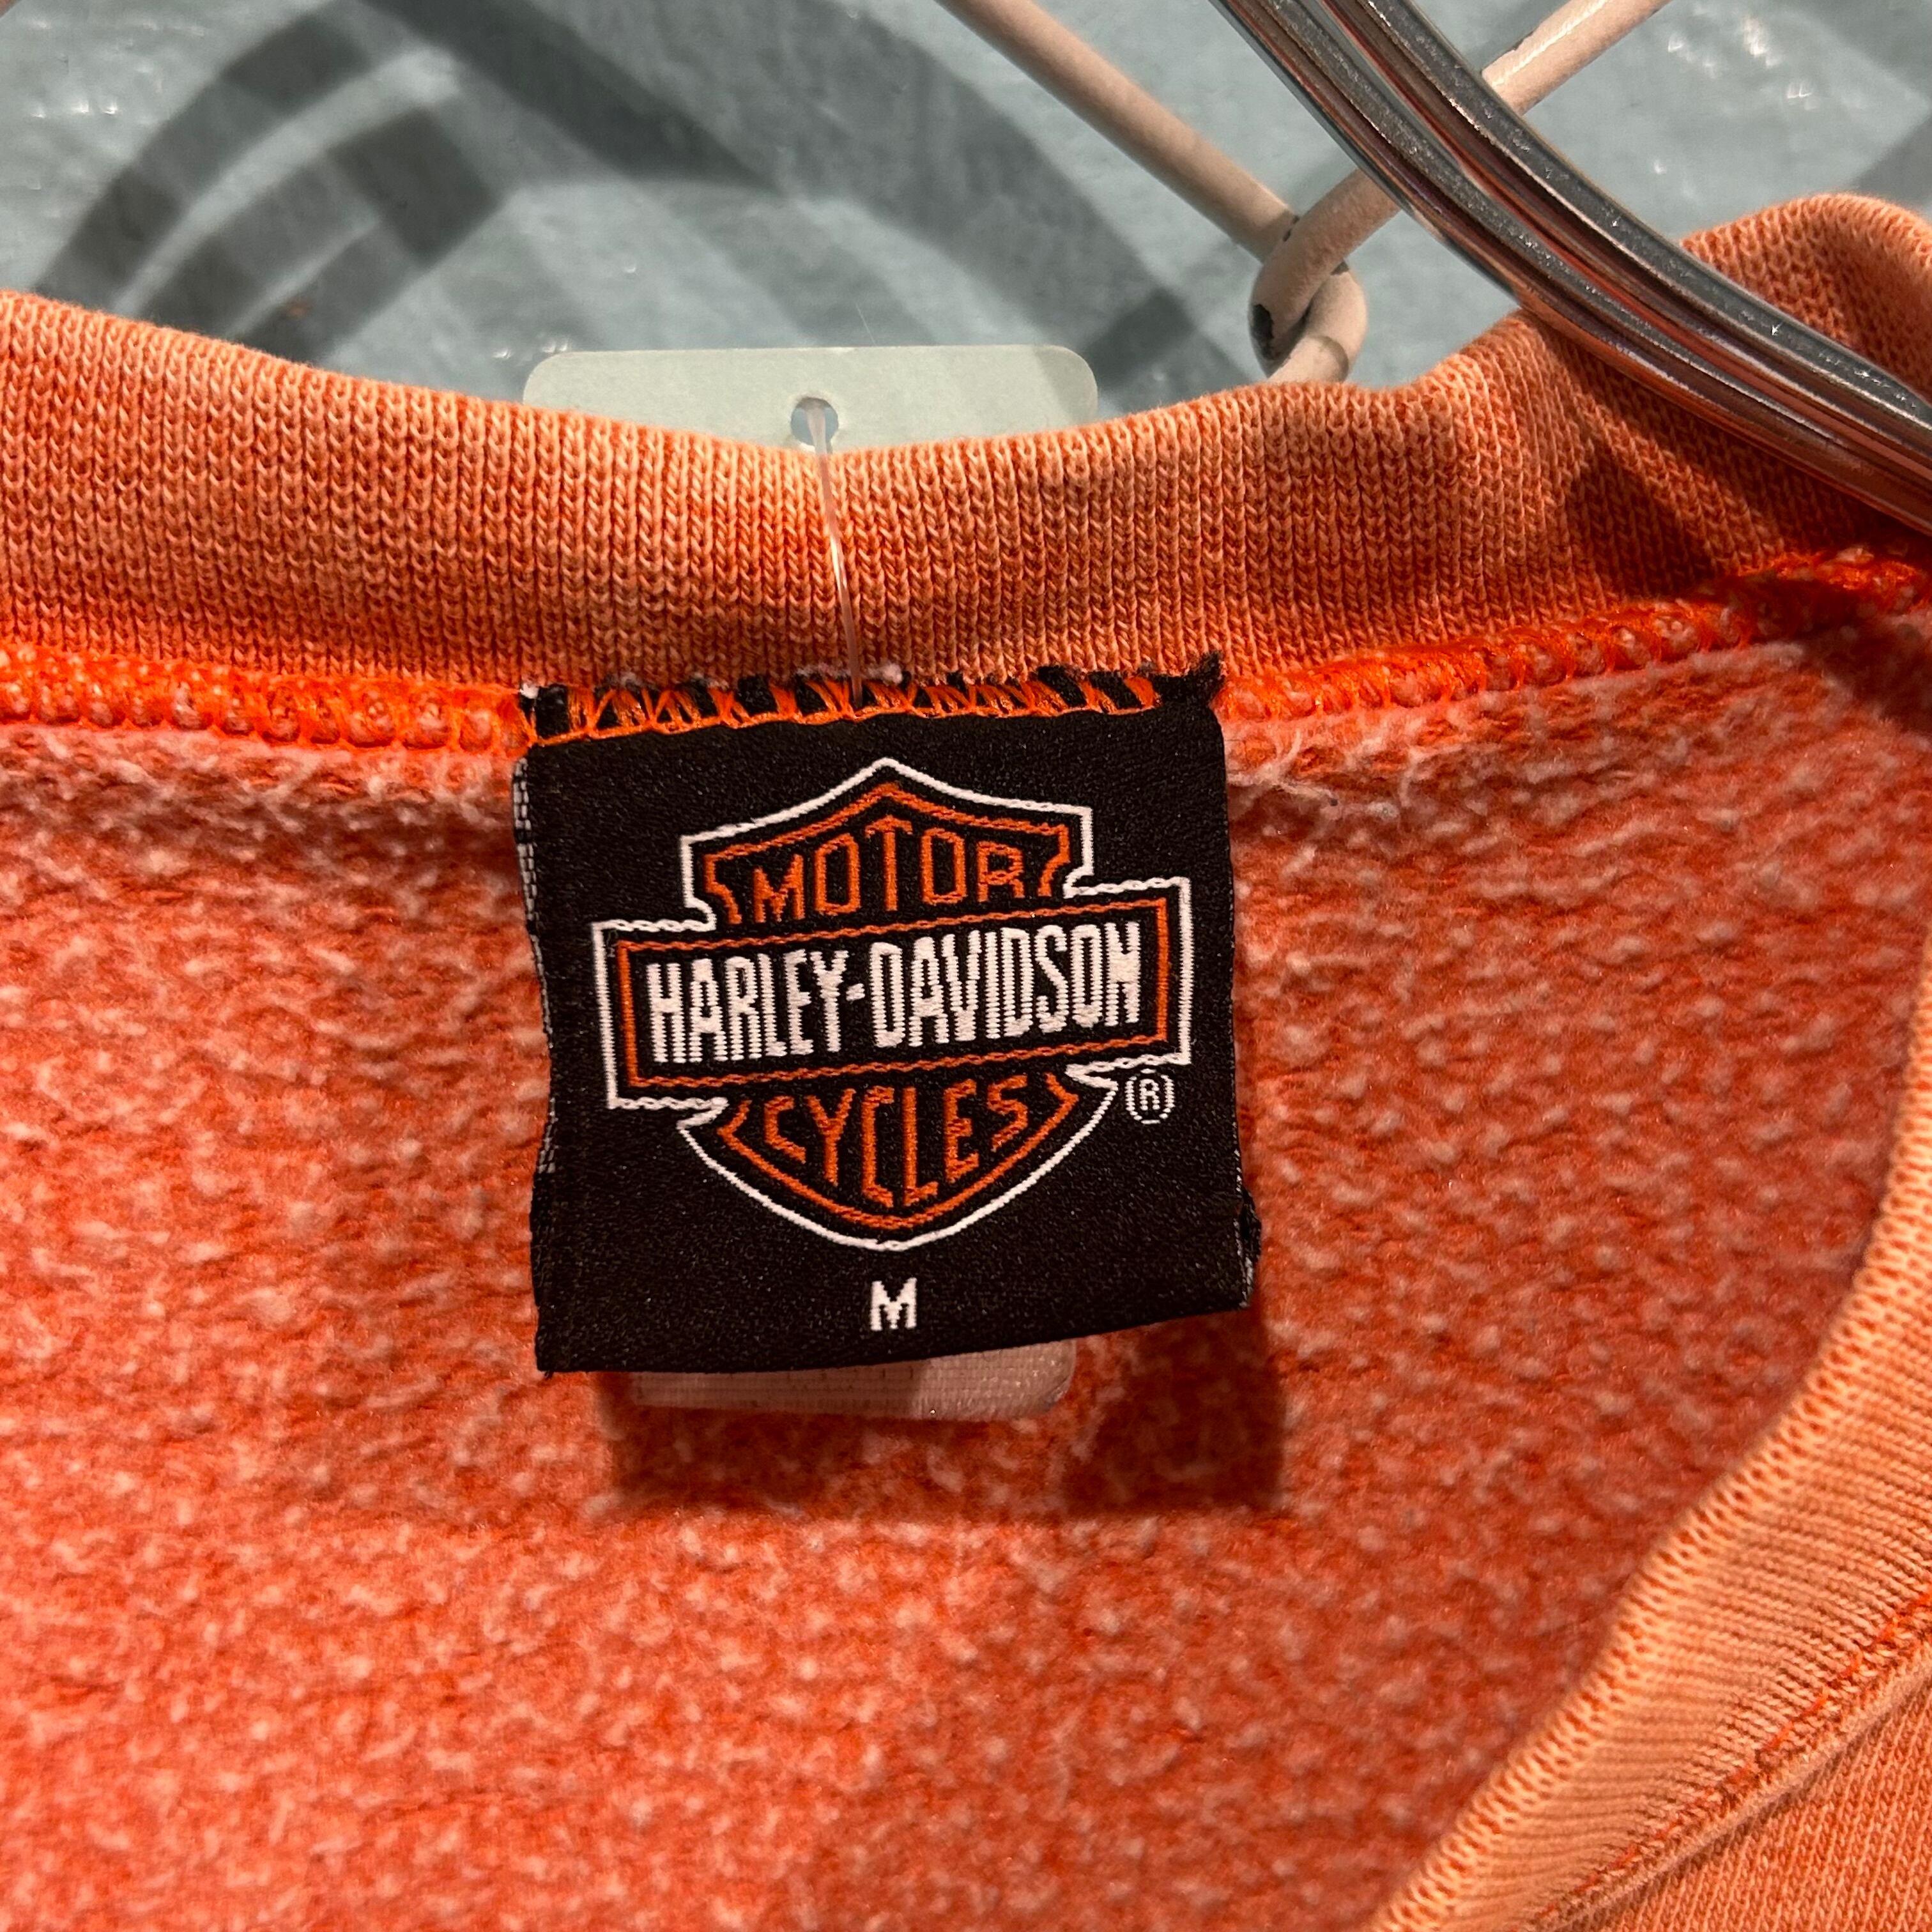 MOTOR
HARLEY-DAVIDSON
CYCLES
®
M